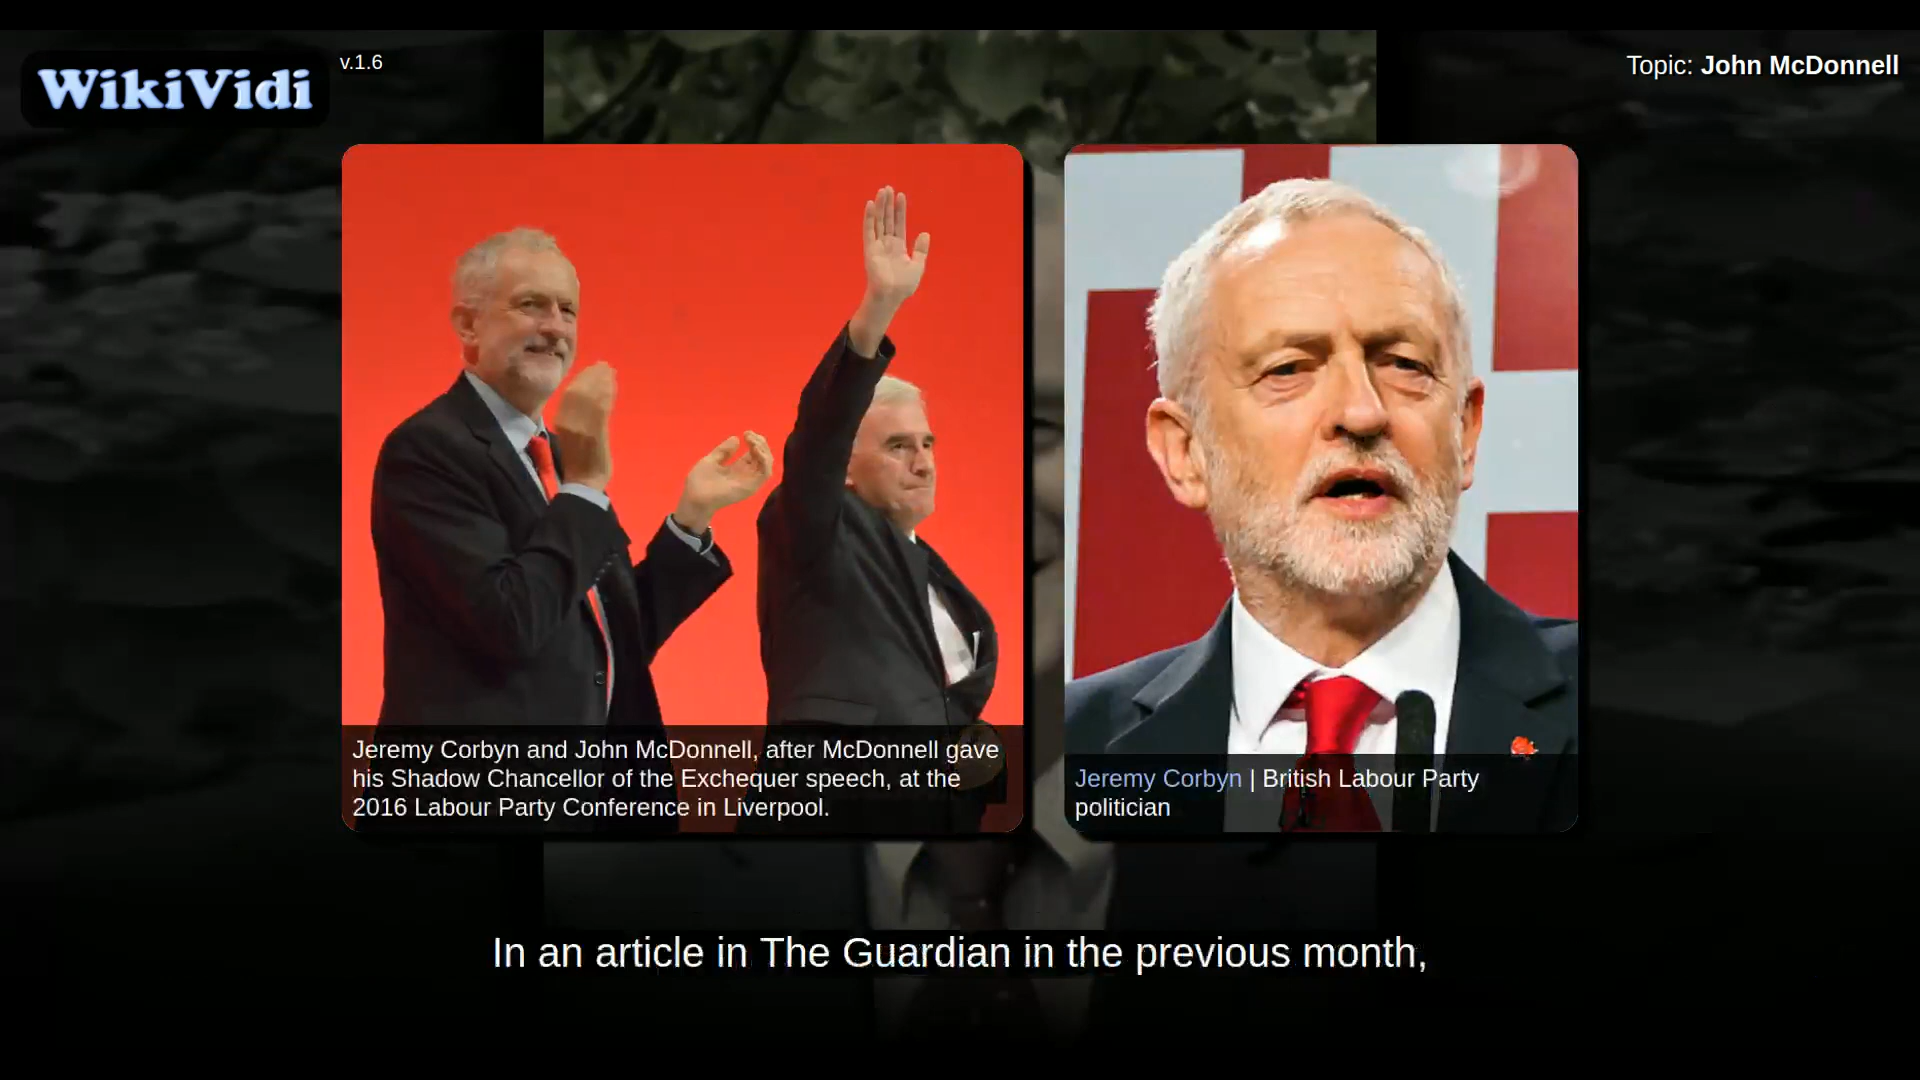 WikiVidi
v.1.6
Topic: John McDonnell
Jeremy Corbyn and John McDonnell, after McDonnell gave
his Shadow Chancellor of the Exchequer speech, at the
2016 Labour Party Conference in Liverpool.
Jeremy Corbyn | British Labour Party
politician
In an article in The Guardian in the previous month,